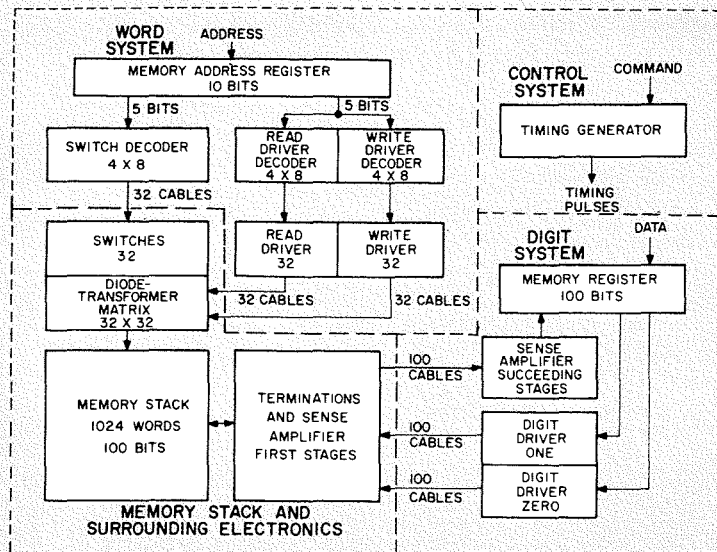 WORD
SYSTEM
ADDRESS
MEMORY ADDRESS REGISTER
10 BITS
5 BITS
5 BITS
SWITCH DECODER
4 X 8
READ
DRIVER
DECODER
4 X 8
WRITE
DRIVER
DECODER
4 X 8
32 CABLES
SWITCHES
32
DIODE-
TRANSFORMER
MATRIX
32 X 32
READ
DRIVER
32
WRITE
DRIVER
32
32 CABLES
32 CABLES
CONTROL
SYSTEM
COMMAND
TIMING GENERATOR
TIMING
PULSES
DIGIT
SYSTEM
DATA
MEMORY REGISTER
100 BITS
MEMORY STACK
1024 WORDS
100 BITS
TERMINATIONS
AND SENSE
AMPLIFIER
FIRST STAGES
100
CABLES
SENSE
AMPLIFIER
SUCCEEDING
STAGES
100
CABLES
DIGIT
DRIVER
ONE
100
CABLES
DIGIT
DRIVER
ZERO
MEMORY STACK AND
SURROUNDING ELECTRONICS